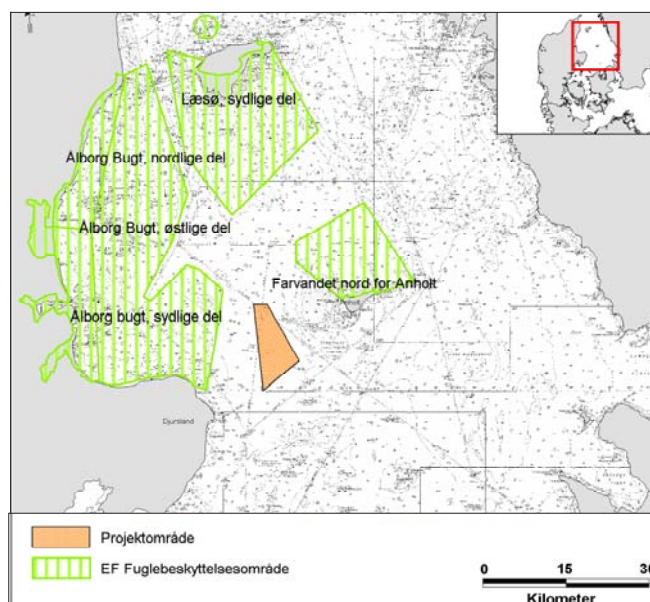 Læsø, sydlige del
Ålborg Bugt, nordlige del
Ålborg Bugt, østlige del
Farvandet nord for Anholt
Ålborg bugt, sydlige del
Djursland
Projektområde
EF Fuglebeskyttelsesområde
0 15 30
Kilometer